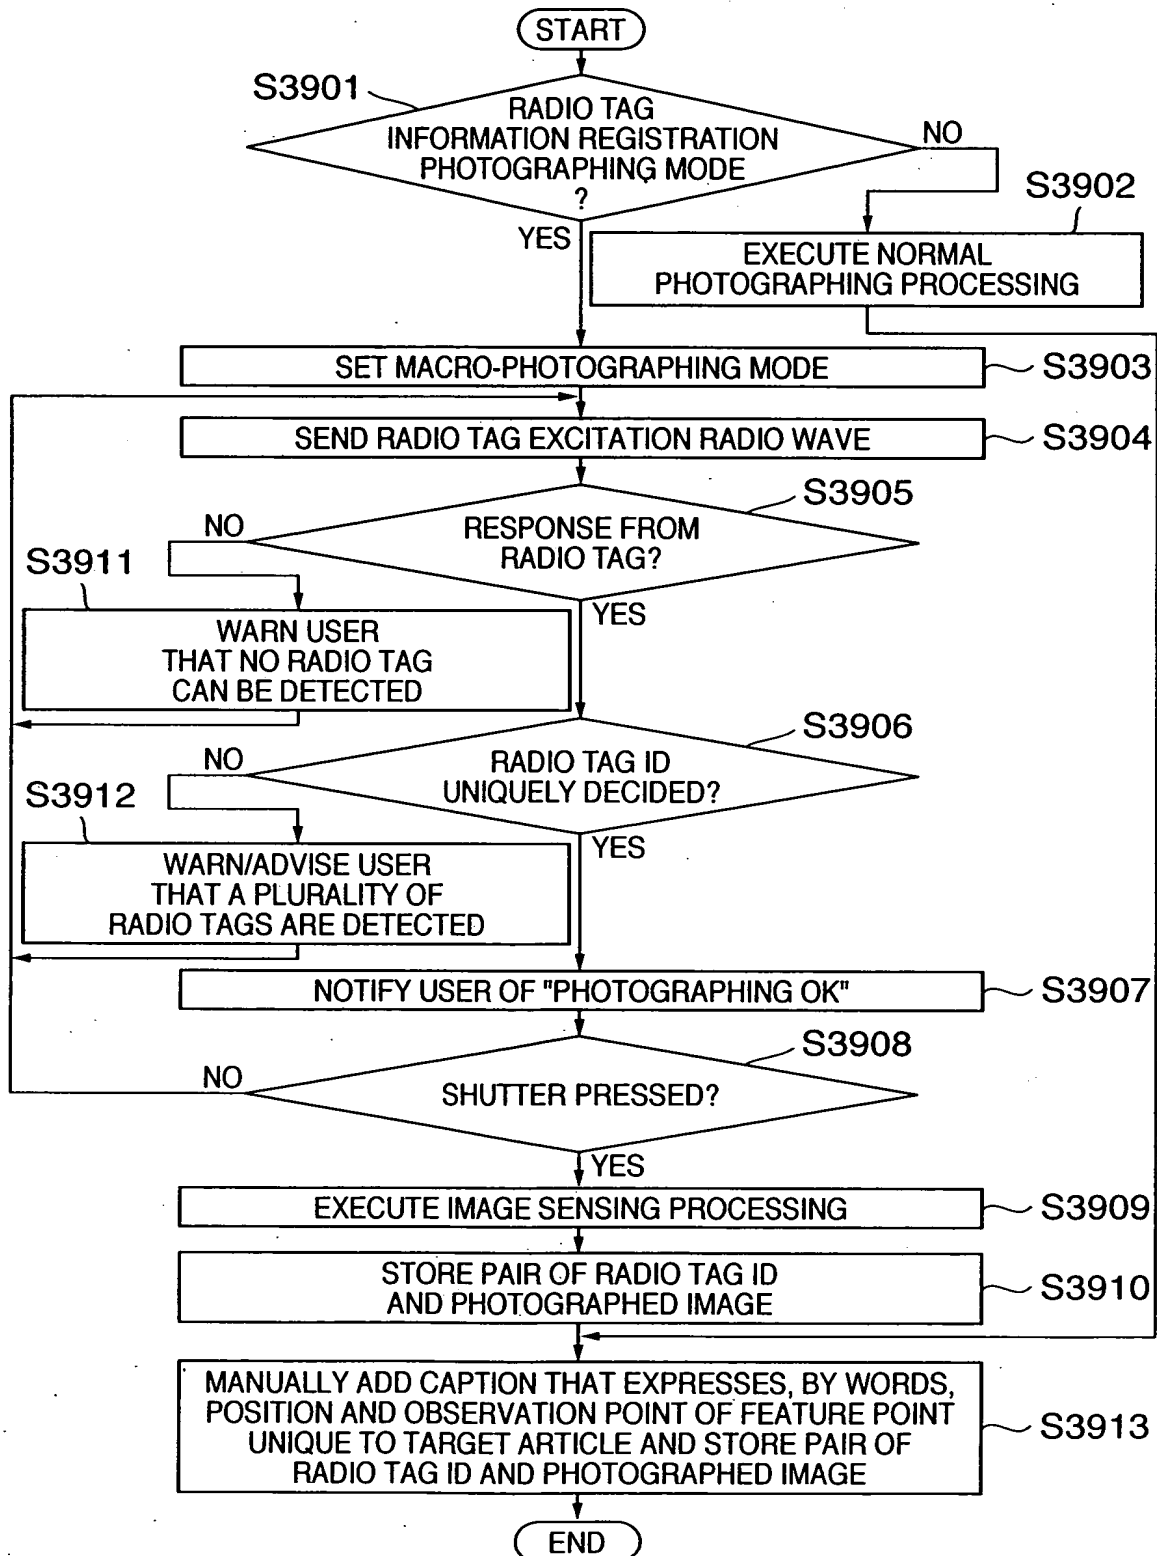 START
S3901
RADIO TAG
INFORMATION REGISTRATION
PHOTOGRAPHING MODE
?
NO
YES
S3902
EXECUTE NORMAL
PHOTOGRAPHING PROCESSING
SET MACRO-PHOTOGRAPHING MODE
S3903
SEND RADIO TAG EXCITATION RADIO WAVE
S3904
S3905
NO
RESPONSE FROM
RADIO TAG?
S3911
YES
WARN USER
THAT NO RADIO TAG
CAN BE DETECTED
S3906
NO
RADIO TAG ID
UNIQUELY DECIDED?
S3912
YES
WARN/ADVISE USER
THAT A PLURALITY OF
RADIO TAGS ARE DETECTED
NOTIFY USER OF "PHOTOGRAPHING OK"
S3907
S3908
NO
SHUTTER PRESSED?
YES
EXECUTE IMAGE SENSING PROCESSING
S3909
STORE PAIR OF RADIO TAG ID
AND PHOTOGRAPHED IMAGE
S3910
MANUALLY ADD CAPTION THAT EXPRESSES, BY WORDS,
POSITION AND OBSERVATION POINT OF FEATURE POINT
UNIQUE TO TARGET ARTICLE AND STORE PAIR OF
RADIO TAG ID AND PHOTOGRAPHED IMAGE
S3913
END